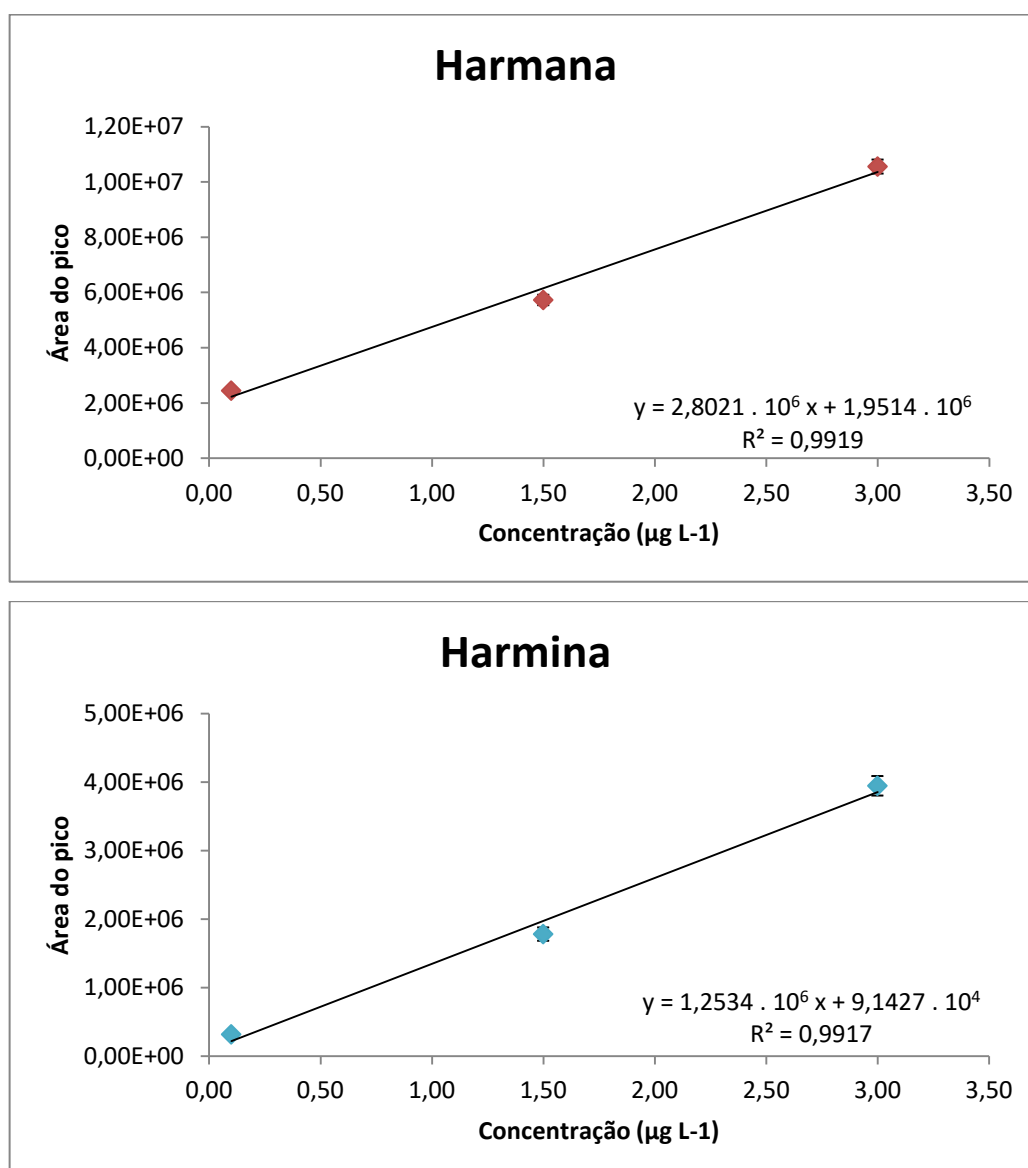 Harmana
1,20E+07
1,00E+07
8,00E+06
6,00E+06
4,00E+06
2,00E+06
0,00E+00
Área do pico
y = 2,8021 . 10⁶ x + 1,9514 . 10⁶
R² = 0,9919
0,00 0,50 1,00 1,50 2,00 2,50 3,00 3,50
Concentração (µg L-1)
Harmina
5,00E+06
4,00E+06
3,00E+06
2,00E+06
1,00E+06
0,00E+00
Área do pico
y = 1,2534 . 10⁶ x + 9,1427 . 10⁴
R² = 0,9917
0,00 0,50 1,00 1,50 2,00 2,50 3,00 3,50
Concentração (µg L-1)